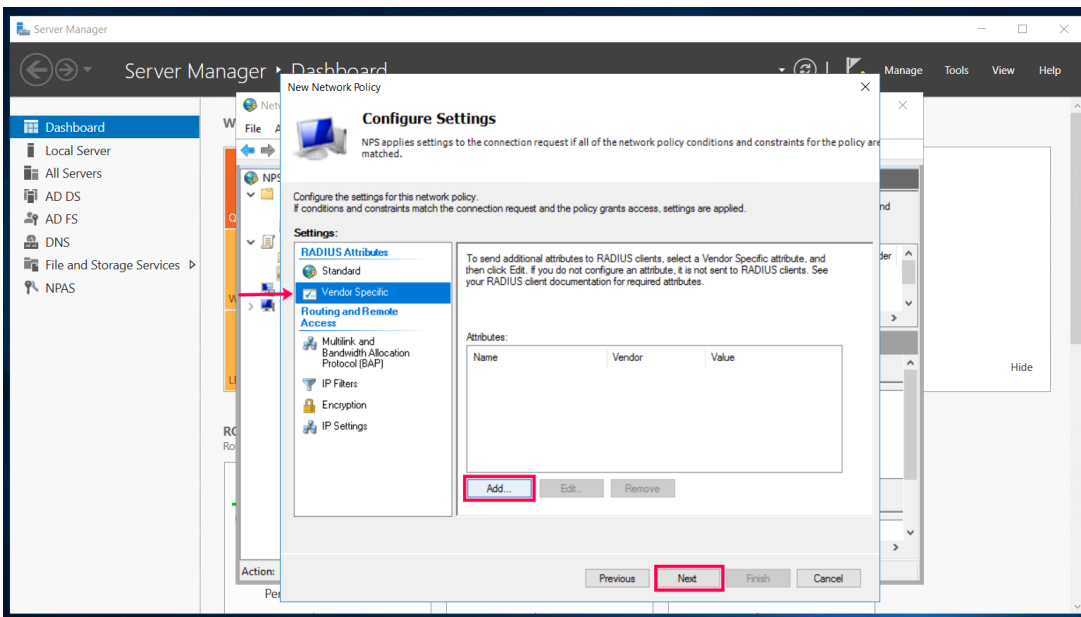 Server Manager
Server Manager
Dashboard
Manage
Tools
View
Help
Dashboard
Local Server
All Servers
AD DS
AD FS
DNS
File and Storage Services
NPAS
File
NPS
Action:
Hide
New Network Policy
Configure Settings
NPS applies settings to the connection request if all of the network policy conditions and constraints for the policy are
matched.
Configure the settings for this network policy.
If conditions and constraints match the connection request and the policy grants access, settings are applied.
Settings:
RADIUS Attributes
Standard
Vendor Specific
Routing and Remote
Access
Multilink and
Bandwidth Allocation
Protocol (BAP)
IP Filters
Encryption
IP Settings
To send additional attributes to RADIUS clients, select a Vendor Specific attribute, and
then click Edit. If you do not configure an attribute, it is not sent to RADIUS clients. See
your RADIUS client documentation for required attributes.
Attributes:
Name
Vendor
Value
Add...
Edit...
Remove
Previous
Next
Finish
Cancel